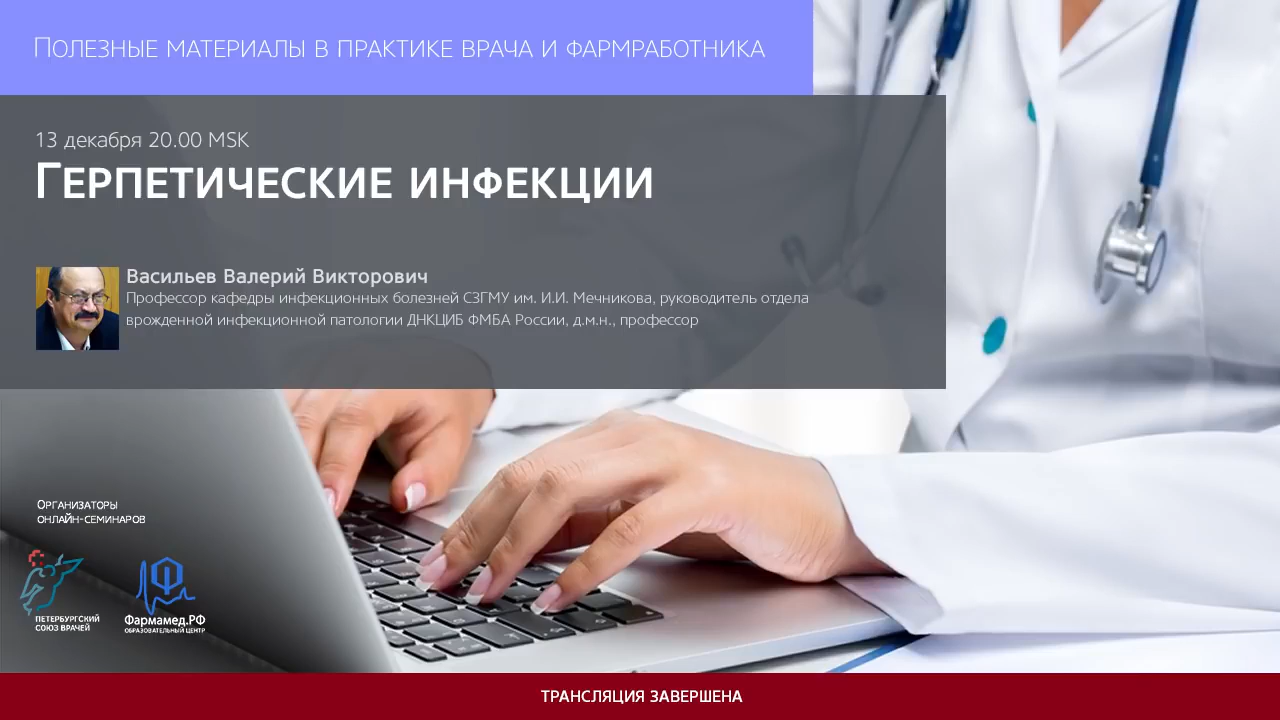 Полезные материалы в практике врача и фармработника
13 декабря 20.00 MSK
Герпетические инфекции
Васильев Валерий Викторович
Профессор кафедры инфекционных болезней СЗГМУ им. И.И. Мечникова, руководитель отдела
врожденной инфекционной патологии ДНКЦИБ ФМБА России, д.м.н., профессор
Организаторы
онлайн-семинаров
ПЕТЕРБУРГСКИЙ
СОЮЗ ВРАЧЕЙ
Фармамед.РФ
ОБРАЗОВАТЕЛЬНЫЙ ЦЕНТР
ТРАНСЛЯЦИЯ ЗАВЕРШЕНА